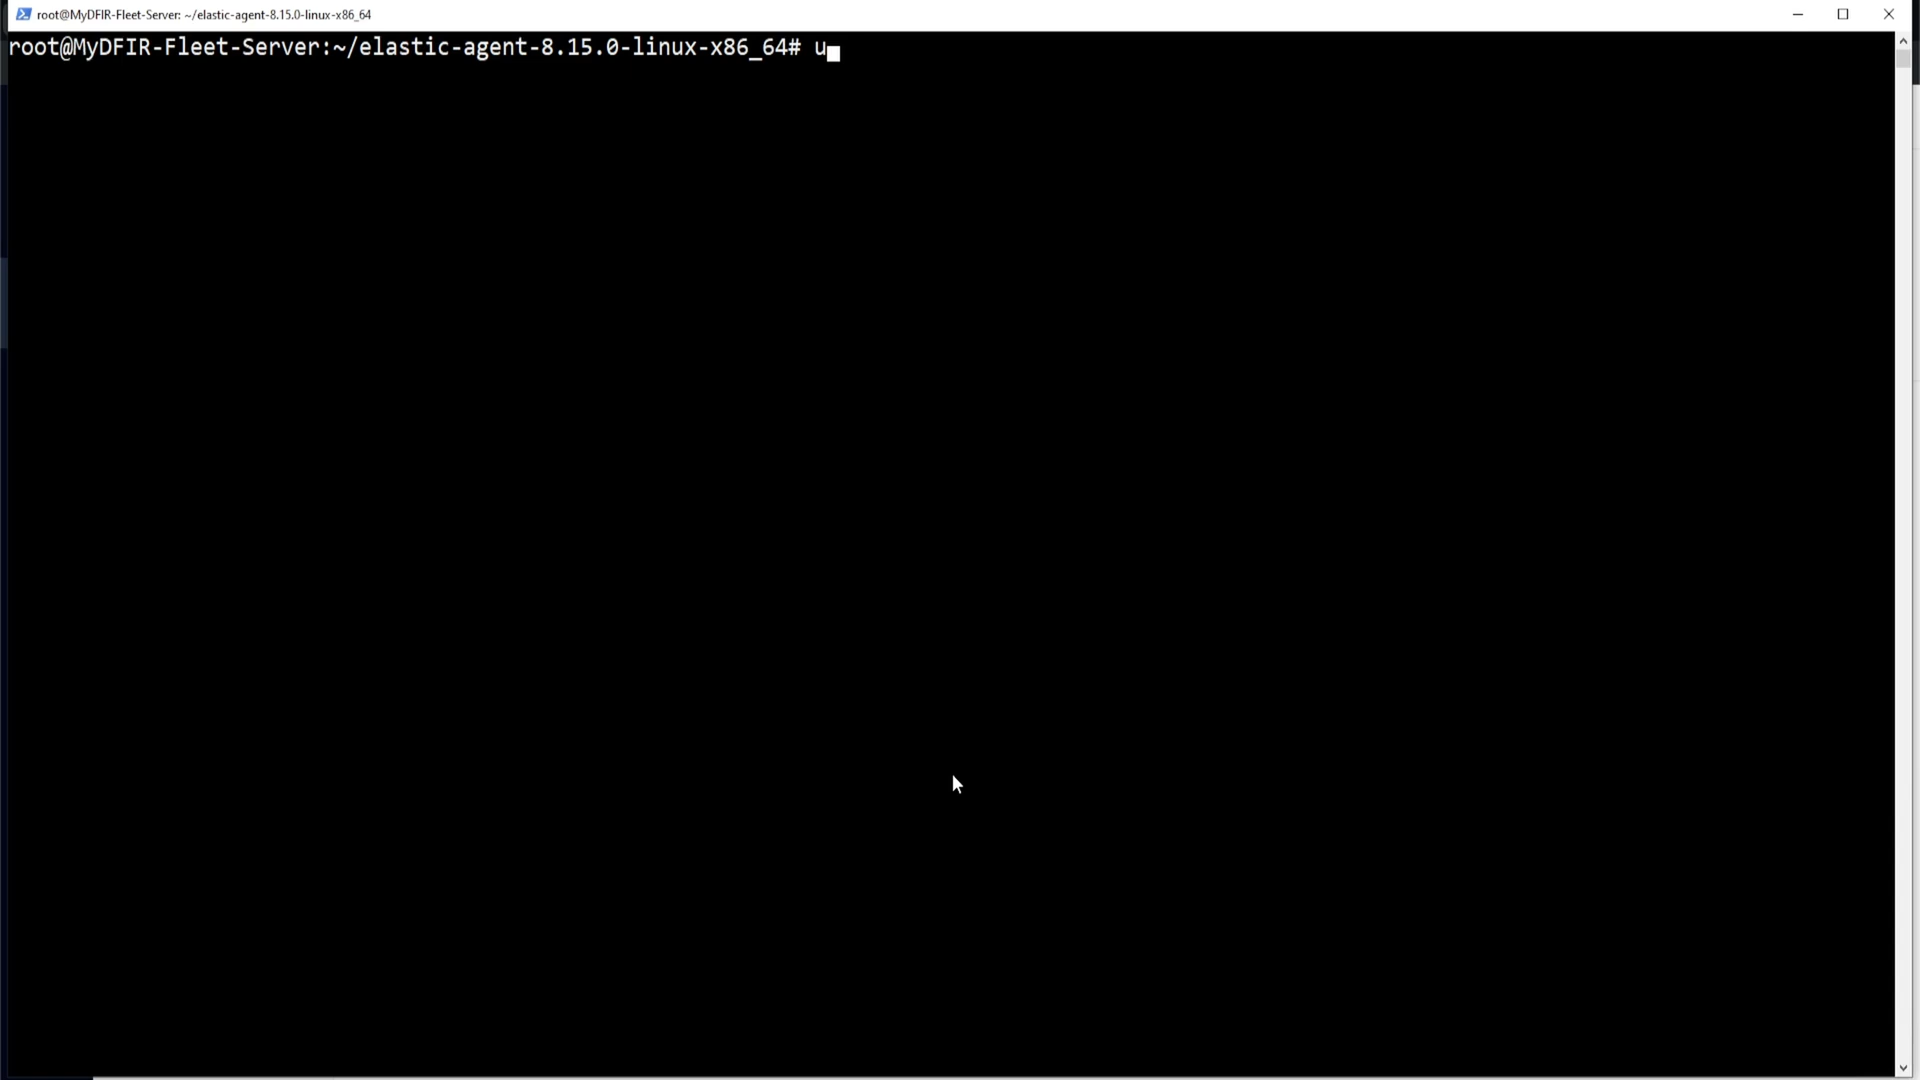 root@MyDFIR-Fleet-Server: ~/elastic-agent-8.15.0-linux-x86_64
root@MyDFIR-Fleet-Server:~/elastic-agent-8.15.0-linux-x86_64# u